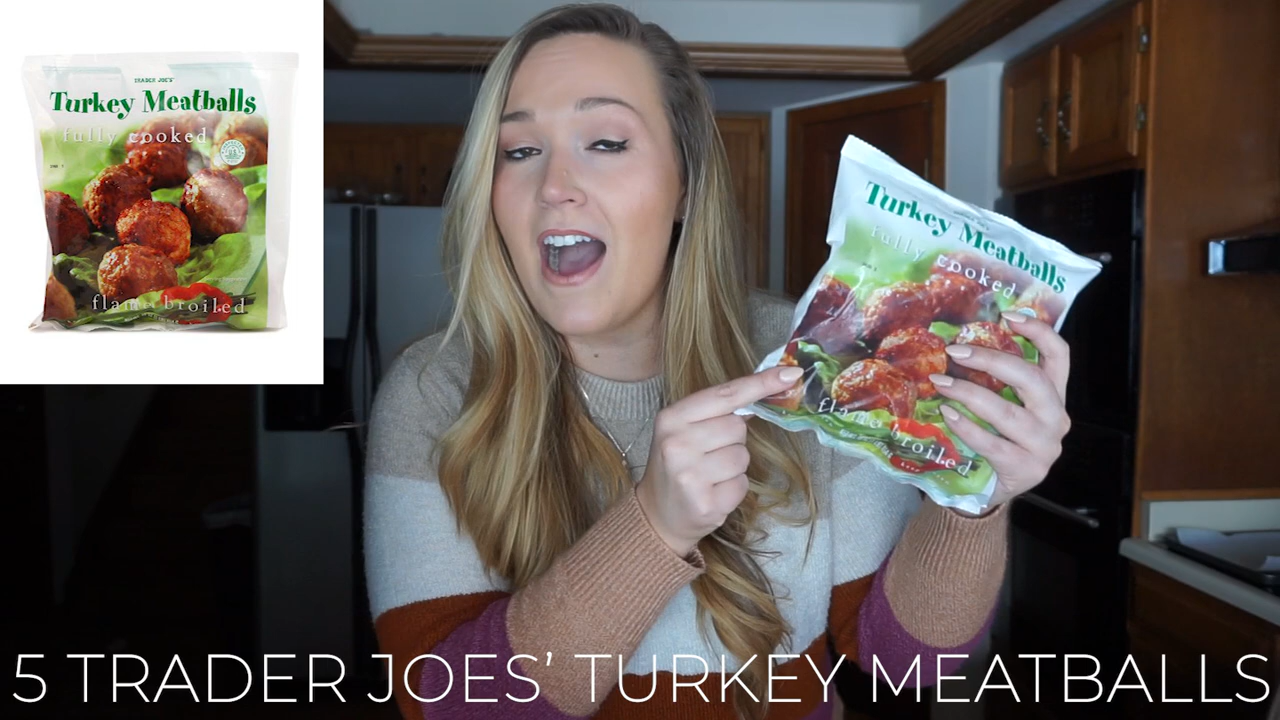 TRADER JOE'S
Turkey Meatballs
fully cooked
flame broiled
Turkey Meatballs
fully cooked
flame broiled
5 TRADER JOES' TURKEY MEATBALLS